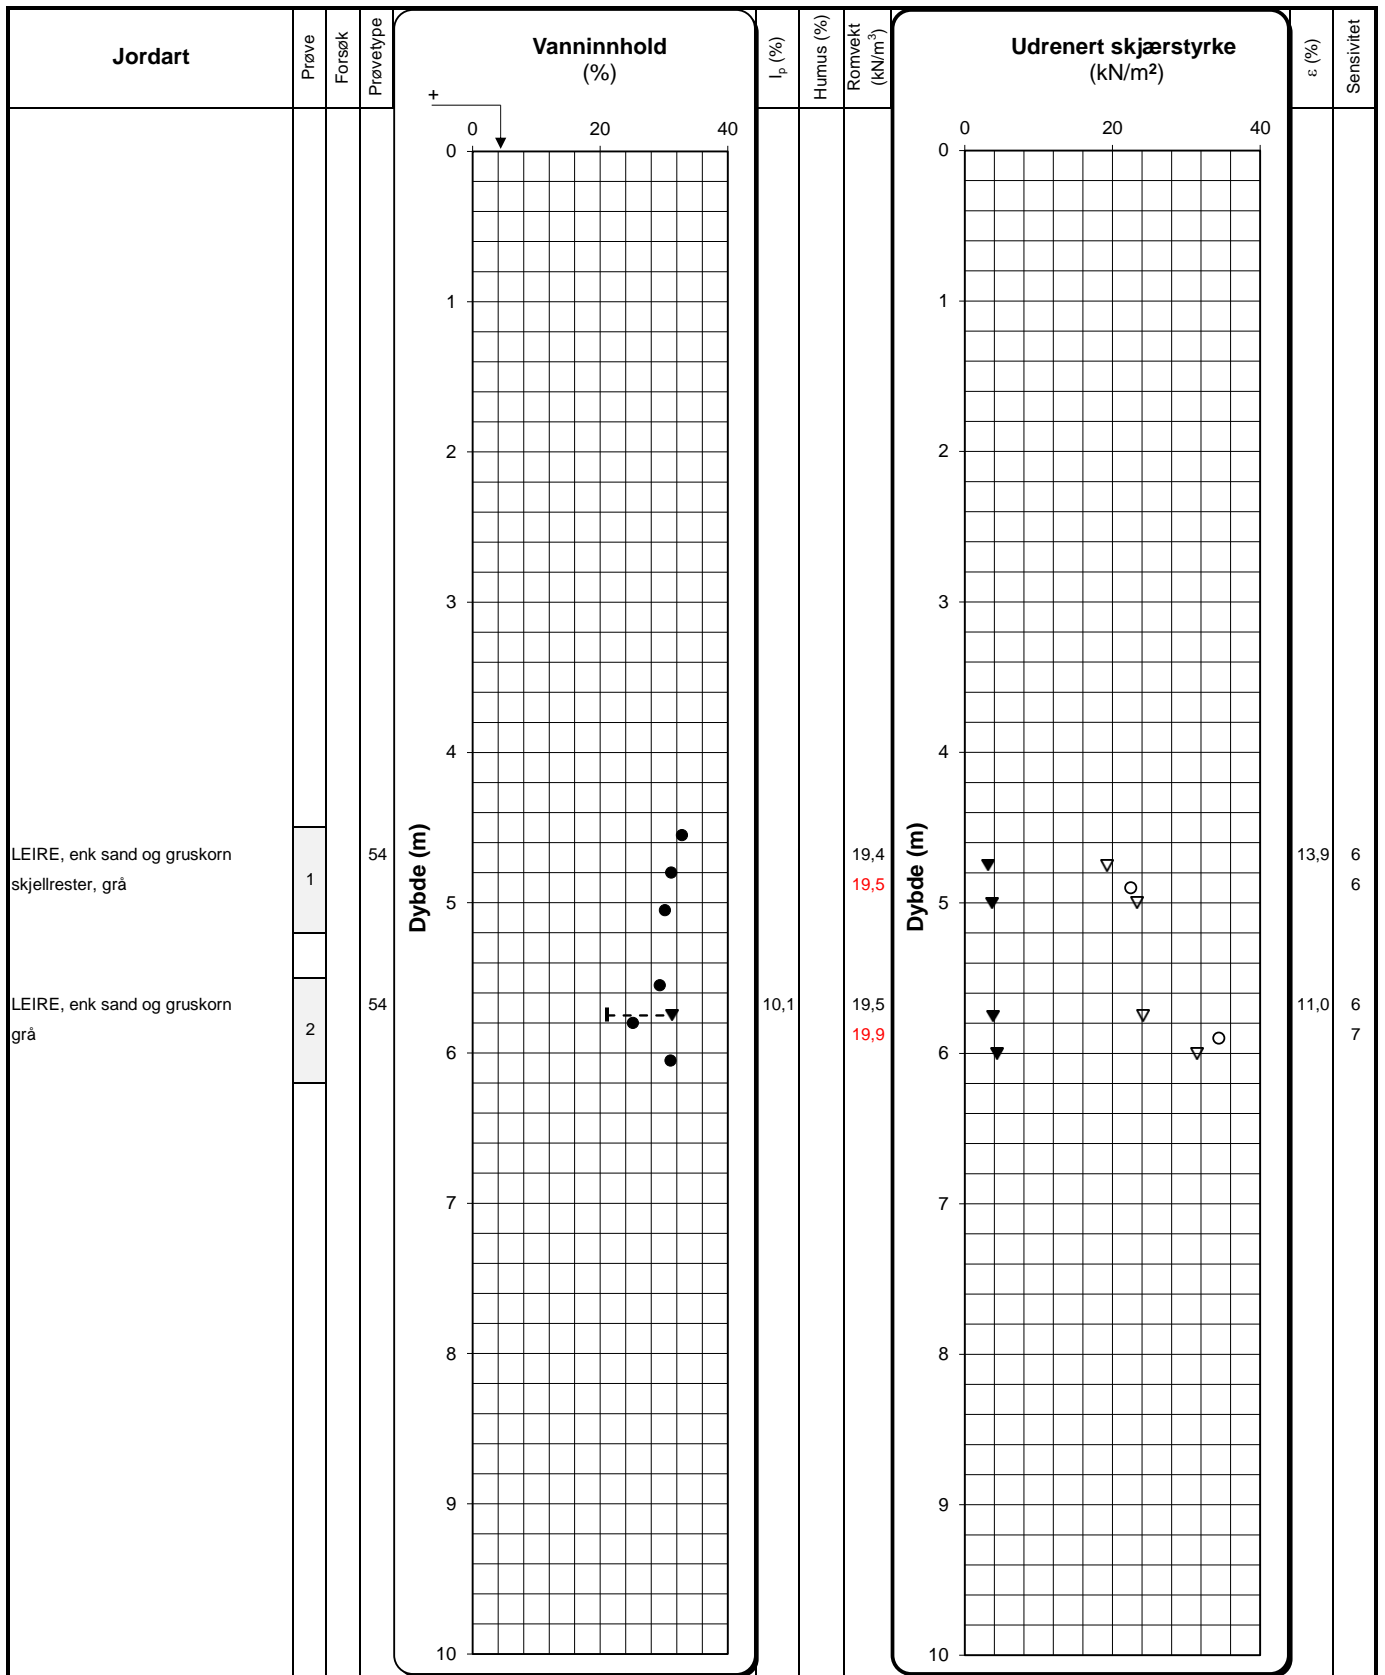 Jordart
Prøve
Forsøk
Prøvetype
Vanninnhold
(%)
I_p (%)
Humus (%)
Romvekt
(kN/m³)
Udrenert skjærstyrke
(kN/m²)
ε (%)
Sensivitet
+
0 20 40
0 20 40
0
1
2
3
4
5
6
7
8
9
10
Dybde (m)
0
1
2
3
4
5
6
7
8
9
10
Dybde (m)
LEIRE, enk sand og gruskorn 54 19,4 13,9 6
skjellrester, grå 1 19,5 6
LEIRE, enk sand og gruskorn 54 10,1 19,5 11,0 6
grå 2 19,9 7